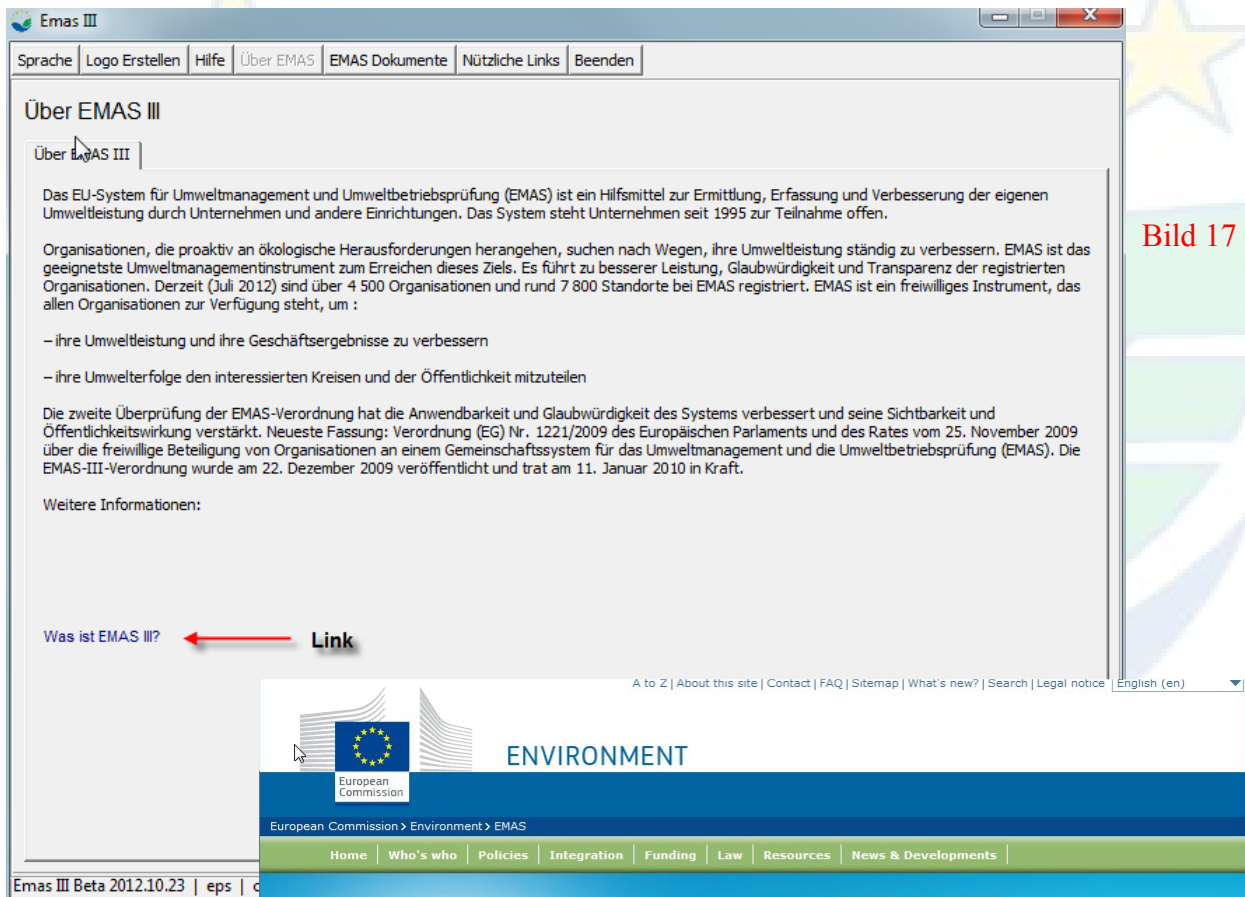 Emas III
Sprache Logo Erstellen Hilfe Über EMAS EMAS Dokumente Nützliche Links Beenden
Über EMAS III
Über EMAS III
Das EU-System für Umweltmanagement und Umweltbetriebsprüfung (EMAS) ist ein Hilfsmittel zur Ermittlung, Erfassung und Verbesserung der eigenen
Umweltleistung durch Unternehmen und andere Einrichtungen. Das System steht Unternehmen seit 1995 zur Teilnahme offen.
Bild 17
Organisationen, die proaktiv an ökologische Herausforderungen herangehen, suchen nach Wegen, ihre Umweltleistung ständig zu verbessern. EMAS ist das
geeignetste Umweltmanagementinstrument zum Erreichen dieses Ziels. Es führt zu besserer Leistung, Glaubwürdigkeit und Transparenz der registrierten
Organisationen. Derzeit (Juli 2012) sind über 4 500 Organisationen und rund 7 800 Standorte bei EMAS registriert. EMAS ist ein freiwilliges Instrument, das
allen Organisationen zur Verfügung steht, um :
– ihre Umweltleistung und ihre Geschäftsergebnisse zu verbessern
– ihre Umwelterfolge den interessierten Kreisen und der Öffentlichkeit mitzuteilen
Die zweite Überprüfung der EMAS-Verordnung hat die Anwendbarkeit und Glaubwürdigkeit des Systems verbessert und seine Sichtbarkeit und
Öffentlichkeitswirkung verstärkt. Neueste Fassung: Verordnung (EG) Nr. 1221/2009 des Europäischen Parlaments und des Rates vom 25. November 2009
über die freiwillige Beteiligung von Organisationen an einem Gemeinschaftssystem für das Umweltmanagement und die Umweltbetriebsprüfung (EMAS). Die
EMAS-III-Verordnung wurde am 22. Dezember 2009 veröffentlicht und trat am 11. Januar 2010 in Kraft.
Weitere Informationen:
Was ist EMAS III? Link
A to Z | About this site | Contact | FAQ | Sitemap | What's new? | Search | Legal notice English (en)
ENVIRONMENT
European
Commission
European Commission > Environment > EMAS
Home | Who's who | Policies | Integration | Funding | Law | Resources | News & Developments |
Emas III Beta 2012.10.23 | eps |